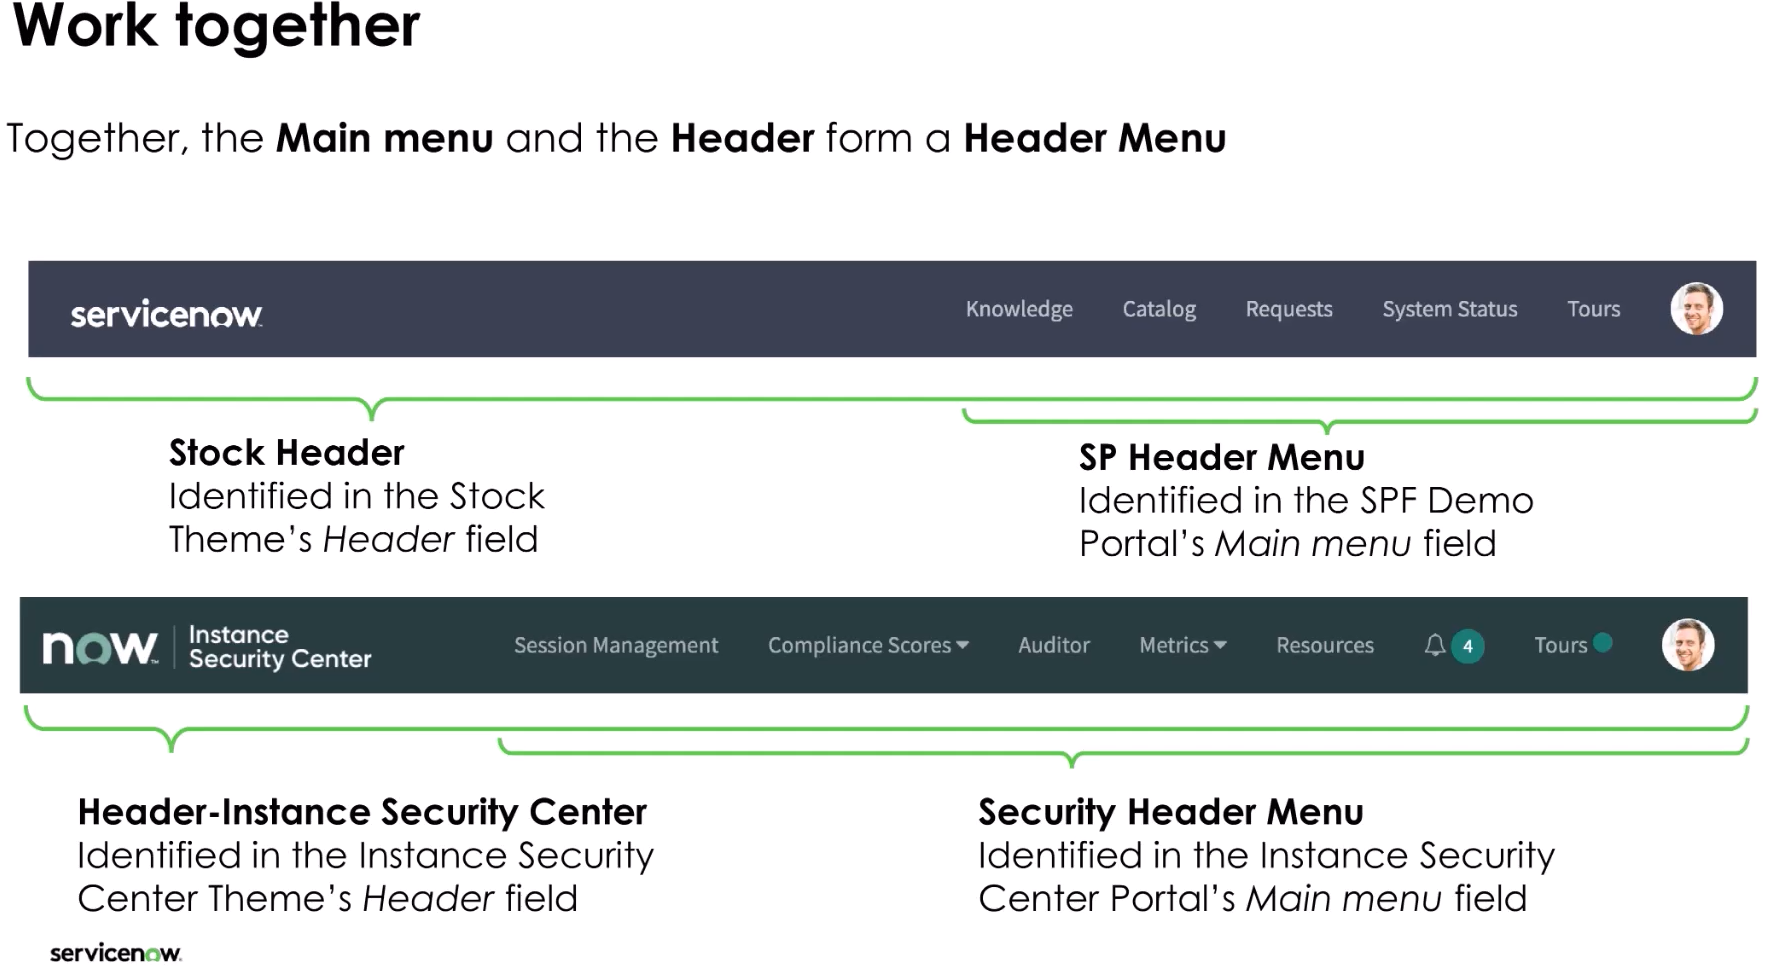 Work together
Together, the Main menu and the Header form a Header Menu
servicenow
Knowledge Catalog Requests System Status Tours
Stock Header
Identified in the Stock
Theme's Header field
SP Header Menu
Identified in the SPF Demo
Portal's Main menu field
now™ Instance
Security Center
Session Management Compliance Scores Auditor Metrics Resources 4 Tours
Header-Instance Security Center
Identified in the Instance Security
Center Theme's Header field
Security Header Menu
Identified in the Instance Security
Center Portal's Main menu field
servicenow